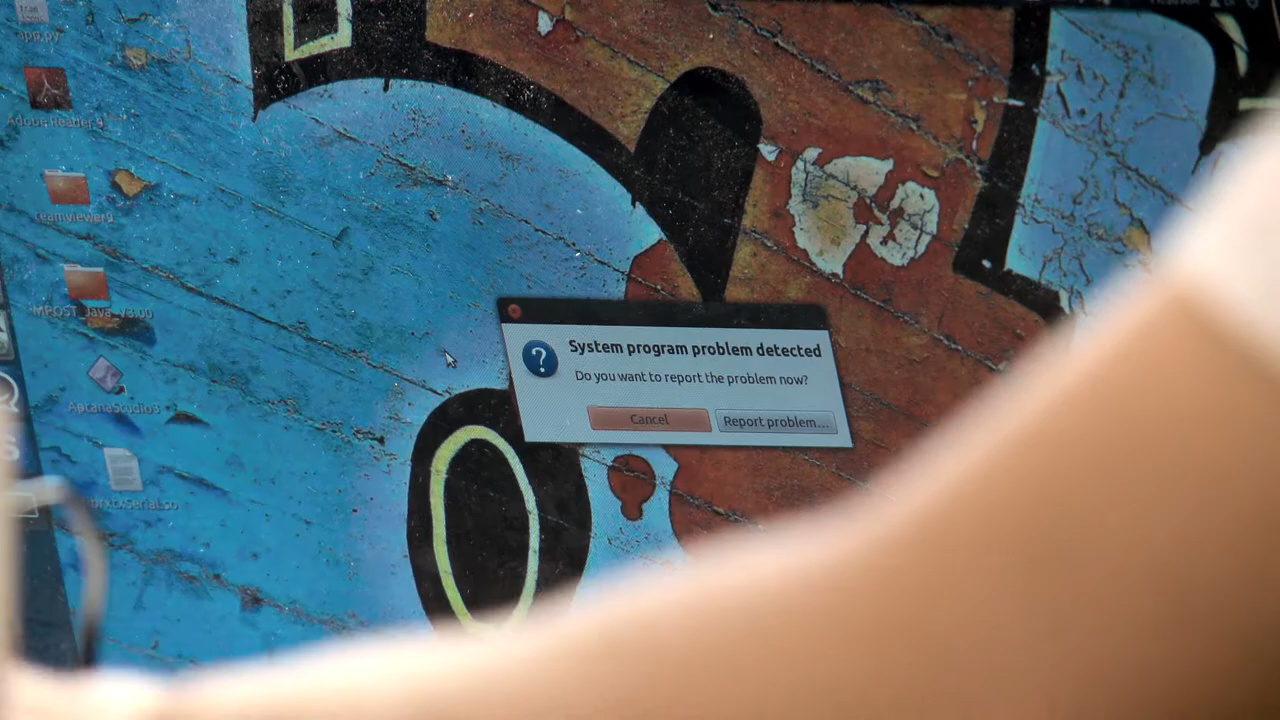 app.py
Adobe Reader 9
teamviewer9
MPOST_Java_v3.00
AptanaStudio3
System program problem detected
Do you want to report the problem now?
Cancel
Report problem...